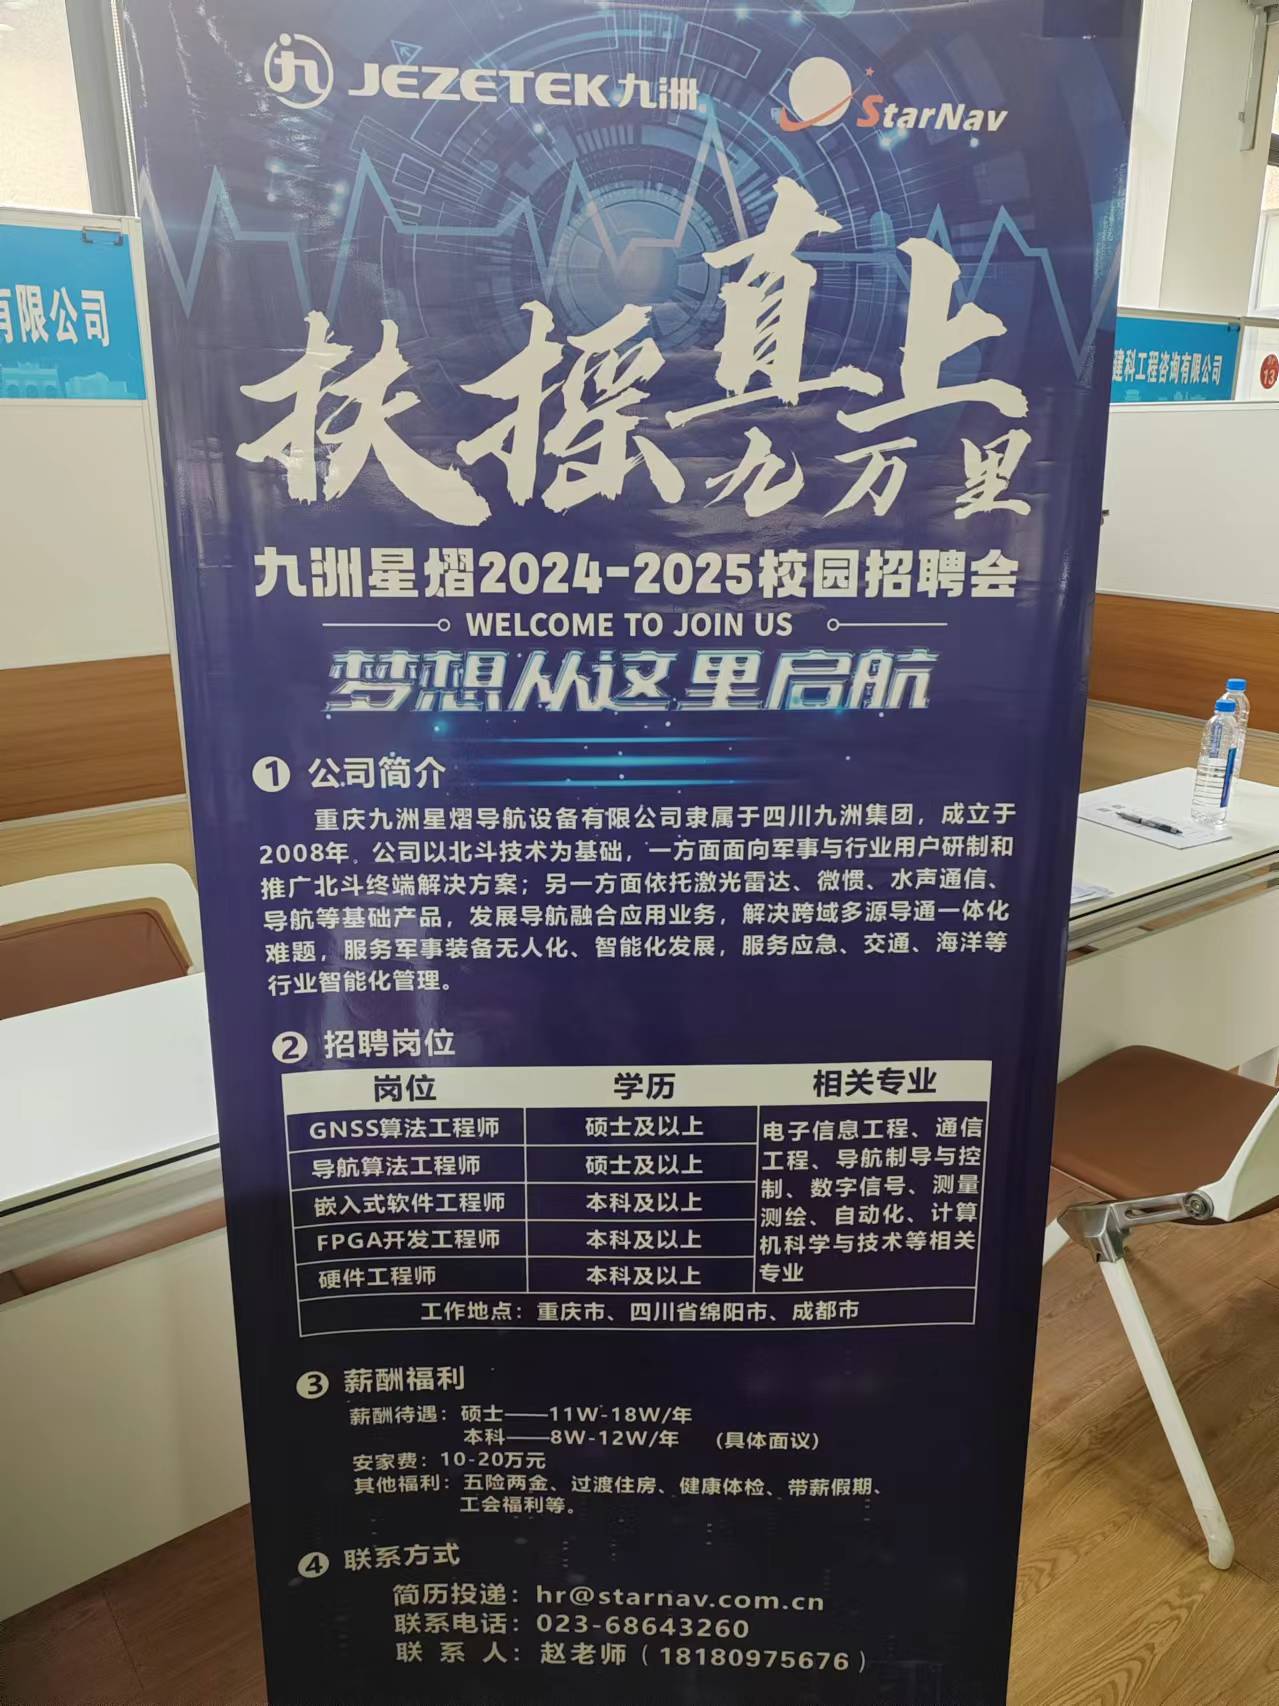 JEZETEK九洲
StarNav
扶摇直上
九万里
九洲星熠2024-2025校园招聘会
WELCOME TO JOIN US
梦想从这里启航
1 公司简介
重庆九洲星熠导航设备有限公司隶属于四川九洲集团，成立于
2008年。公司以北斗技术为基础，一方面面向军事与行业用户研制和
推广北斗终端解决方案；另一方面依托激光雷达、微惯、水声通信、
导航等基础产品，发展导航融合应用业务，解决跨域多源导通一体化
难题，服务军事装备无人化、智能化发展，服务应急、交通、海洋等
行业智能化管理。
2 招聘岗位
岗位 学历 相关专业
GNSS算法工程师 硕士及以上
导航算法工程师 硕士及以上
嵌入式软件工程师 本科及以上
FPGA开发工程师 本科及以上
硬件工程师 本科及以上
电子信息工程、通信
工程、导航制导与控
制、数字信号、测量
测绘、自动化、计算
机科学与技术等相关
专业
工作地点：重庆市、四川省绵阳市、成都市
3 薪酬福利
薪酬待遇：硕士——11W-18W/年
本科——8W-12W/年 （具体面议）
安家费：10-20万元
其他福利：五险两金、过渡住房、健康体检、带薪假期、
工会福利等。
4 联系方式
简历投递：hr@starnav.com.cn
联系电话：023-68643260
联 系 人：赵老师（18180975676）
有限公司
建科工程咨询有限公司
13